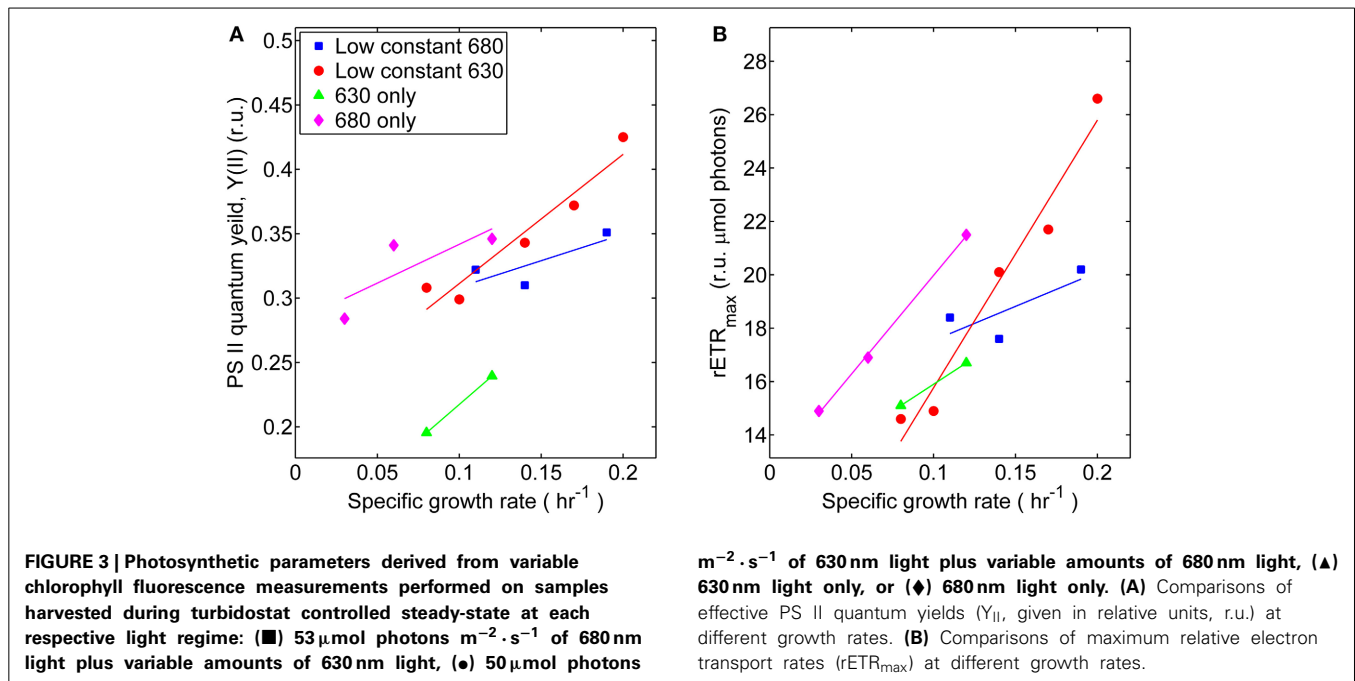 A
0.5
0.45
0.4
0.35
0.3
0.25
0.2
PS II quantum yeild, Y(II) (r.u.)
Low constant 680
Low constant 630
630 only
680 only
0 0.05 0.1 0.15 0.2
Specific growth rate ( hr⁻¹ )
B
28
26
24
22
20
18
16
14
rETRmax (r.u. μmol photons)
0 0.05 0.1 0.15 0.2
Specific growth rate ( hr⁻¹ )
FIGURE 3 | Photosynthetic parameters derived from variable
chlorophyll fluorescence measurements performed on samples
harvested during turbidostat controlled steady-state at each
respective light regime: (■) 53 μmol photons m⁻² · s⁻¹ of 680 nm
light plus variable amounts of 630 nm light, (●) 50 μmol photons
m⁻² · s⁻¹ of 630 nm light plus variable amounts of 680 nm light, (▲)
630 nm light only, or (◆) 680 nm light only. (A) Comparisons of
effective PS II quantum yields (YII, given in relative units, r.u.) at
different growth rates. (B) Comparisons of maximum relative electron
transport rates (rETRmax) at different growth rates.